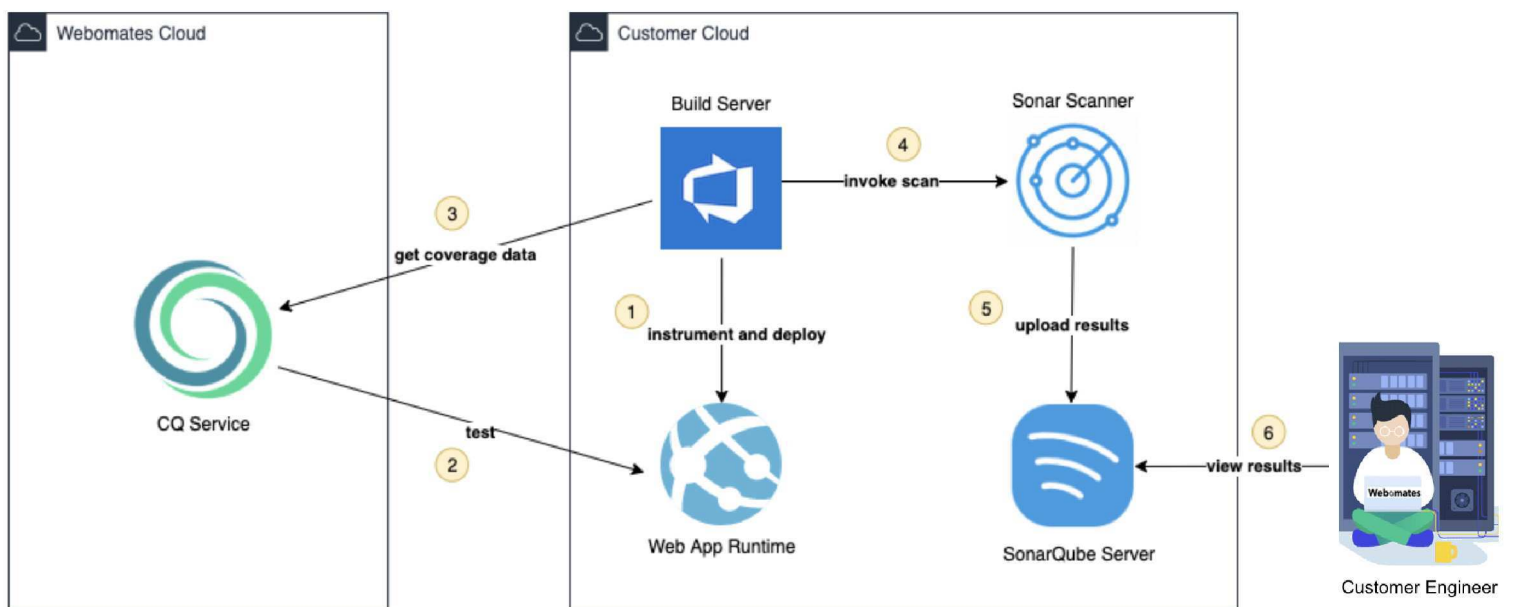 Webomates Cloud
Customer Cloud
Build Server
Sonar Scanner
4
invoke scan
3
get coverage data
1
instrument and deploy
5
upload results
CQ Service
test
2
6
view results
Webomates
Web App Runtime
SonarQube Server
Customer Engineer